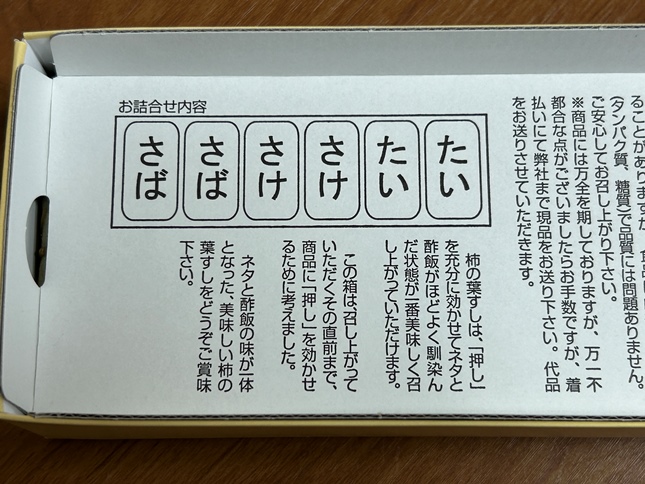 ることがありますが、
(タンパク質、糖質)で品質には問題ありません。
ご安心してお召し上がり下さい。
※商品には万全を期しておりますが、万一不
都合な点がございましたらお手数ですが、着
払いにて弊社まで現品をお送り下さい。代品
をお送りさせていただきます。
お詰合せ内容
たい
たい
さけ
さけ
さば
さば
柿の葉すしは、「押し」
を充分に効かせてネタと
酢飯がほどよく馴染ん
だ状態が一番美味しく召
し上がっていただけます。
この箱は召し上がって
いただくその直前まで、
商品に「押し」を効かせ
るために考えました。
ネタと酢飯の味が一体
となった、美味しい柿の
葉すしをどうぞご賞味
下さい。